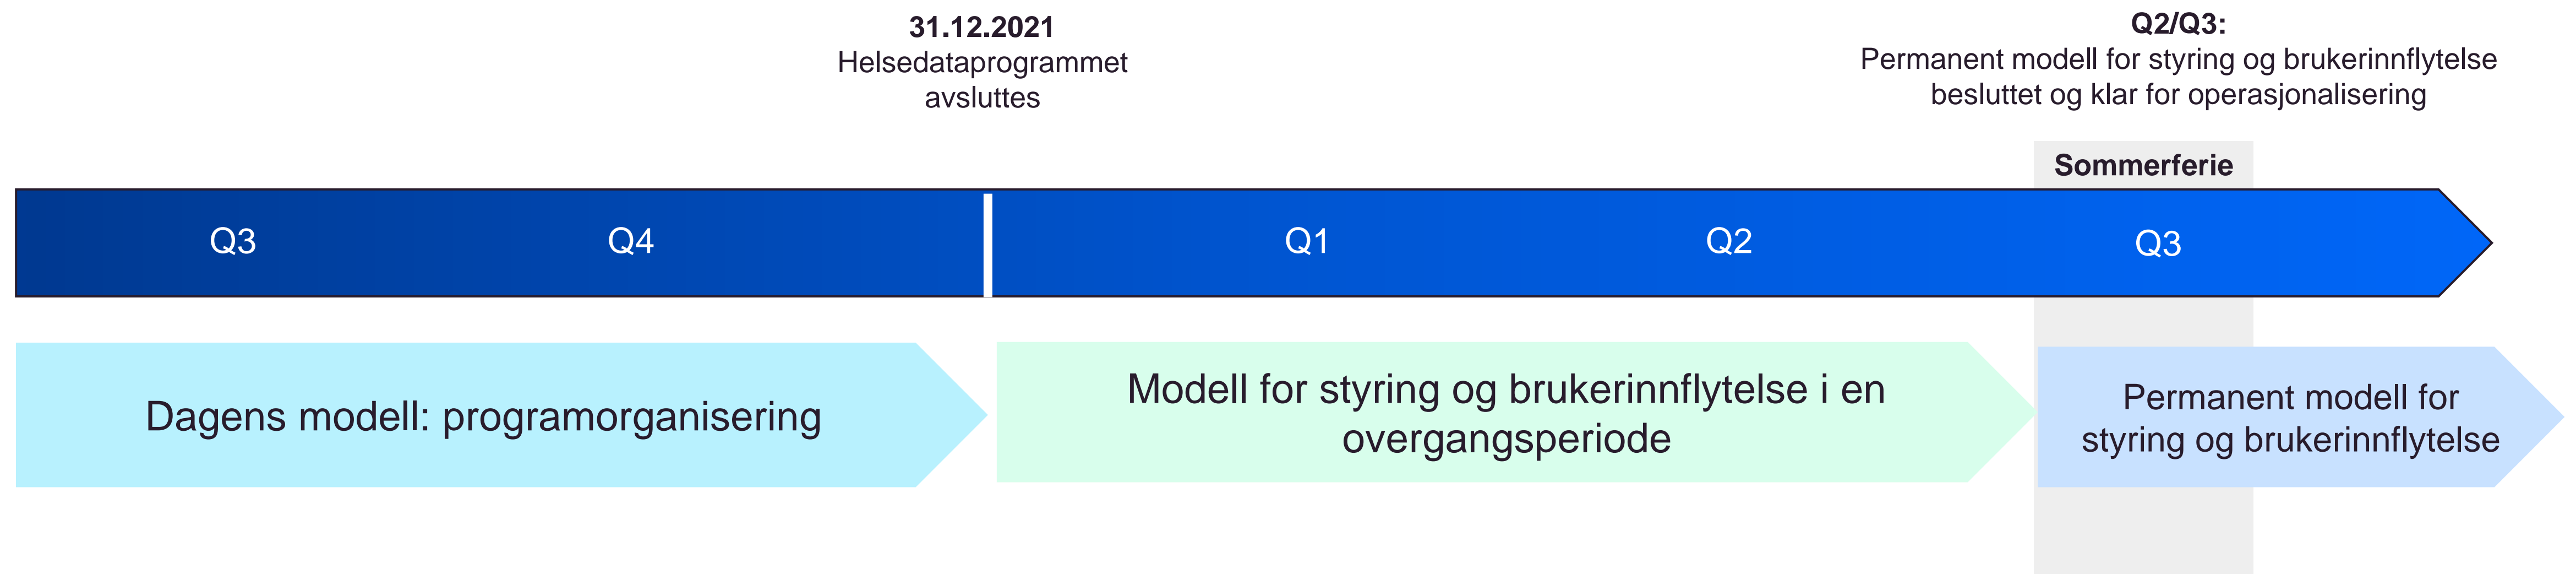 31.12.2021
Helsedataprogrammet
avsluttes
Q2/Q3:
Permanent modell for styring og brukerinnflytelse
besluttet og klar for operasjonalisering
Sommerferie
Q3
Q4
Q1
Q2
Q3
Dagens modell: programorganisering
Modell for styring og brukerinnflytelse i en
overgangsperiode
Permanent modell for
styring og brukerinnflytelse